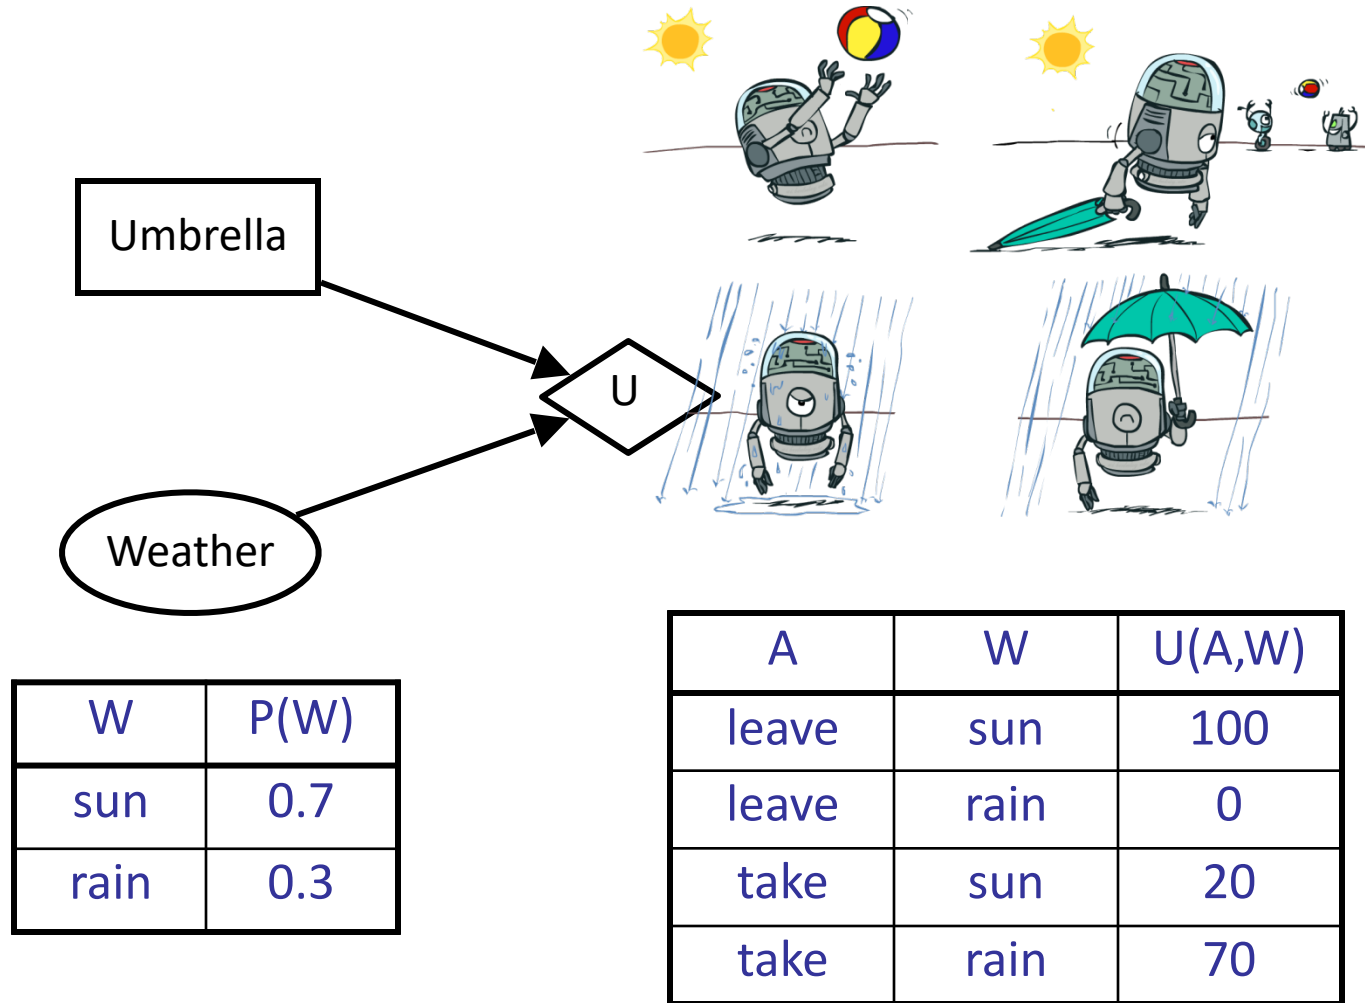 Umbrella
U
Weather
W P(W)
sun 0.7
rain 0.3
A W U(A,W)
leave sun 100
leave rain 0
take sun 20
take rain 70